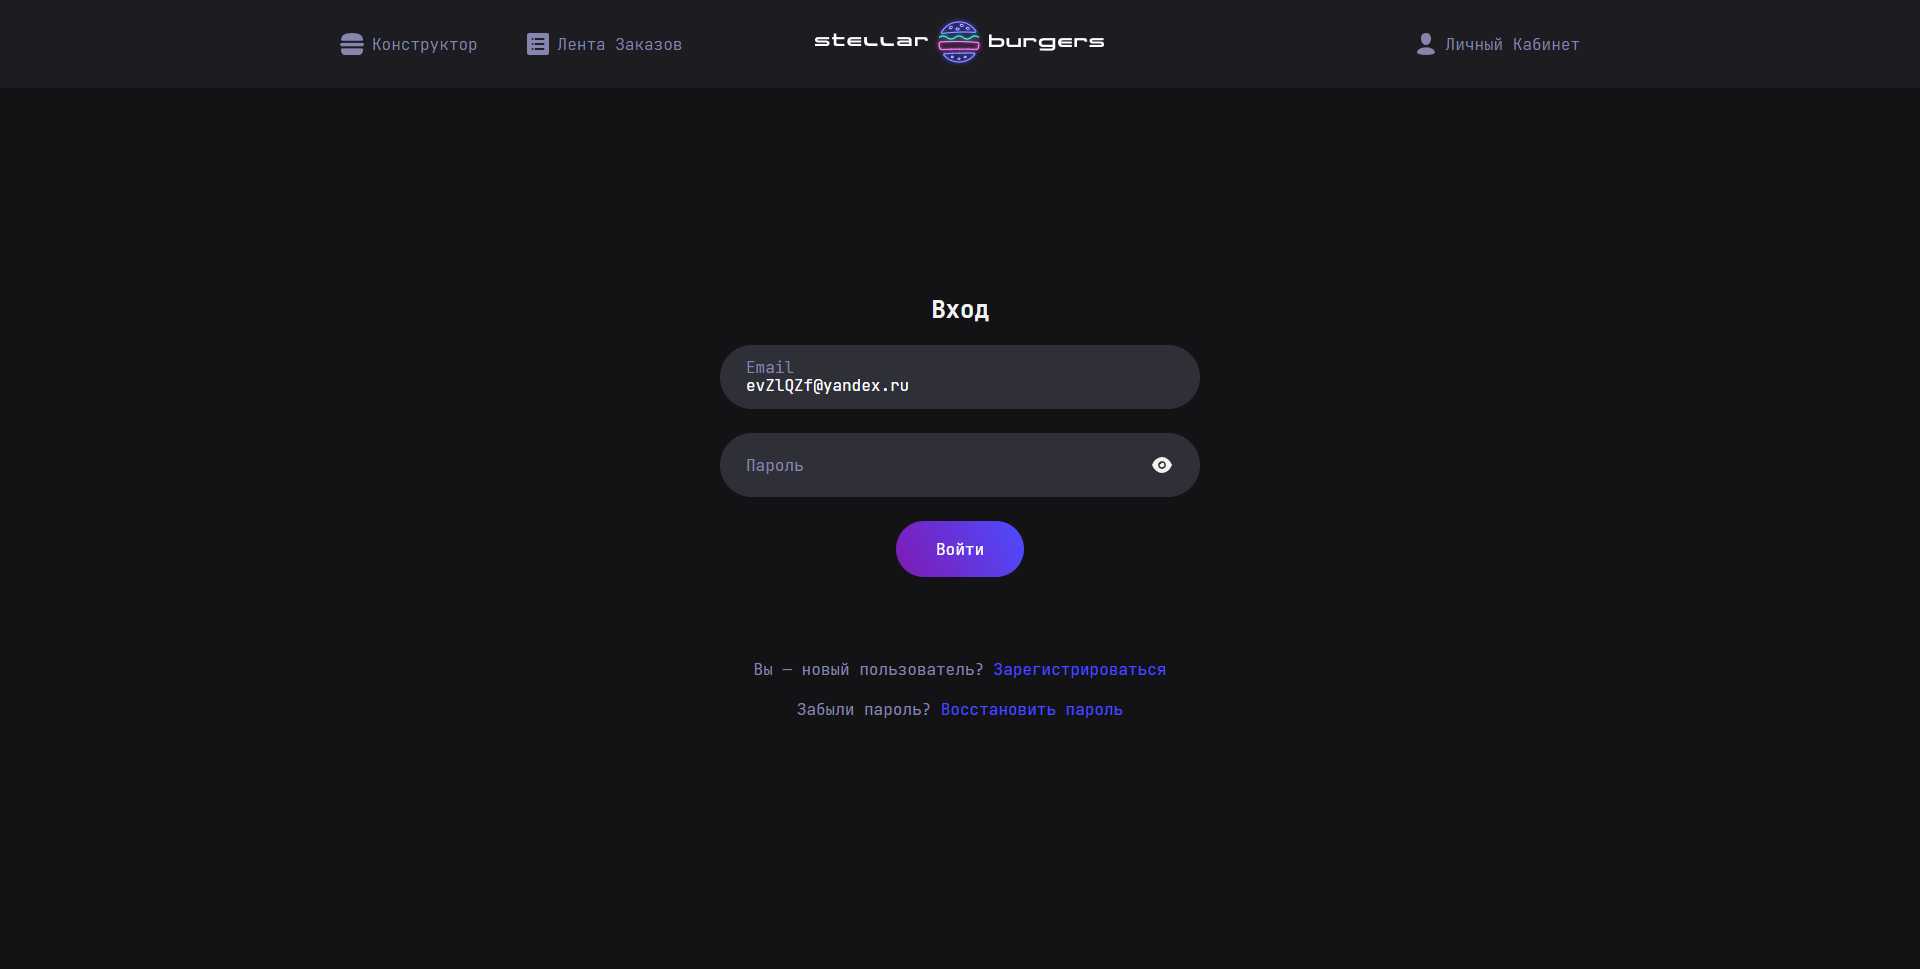 Конструктор
Лента Заказов
stellar burgers
Личный Кабинет
Вход
Email
evZlQZf@yandex.ru
Пароль
Войти
Вы — новый пользователь? Зарегистрироваться
Забыли пароль? Восстановить пароль